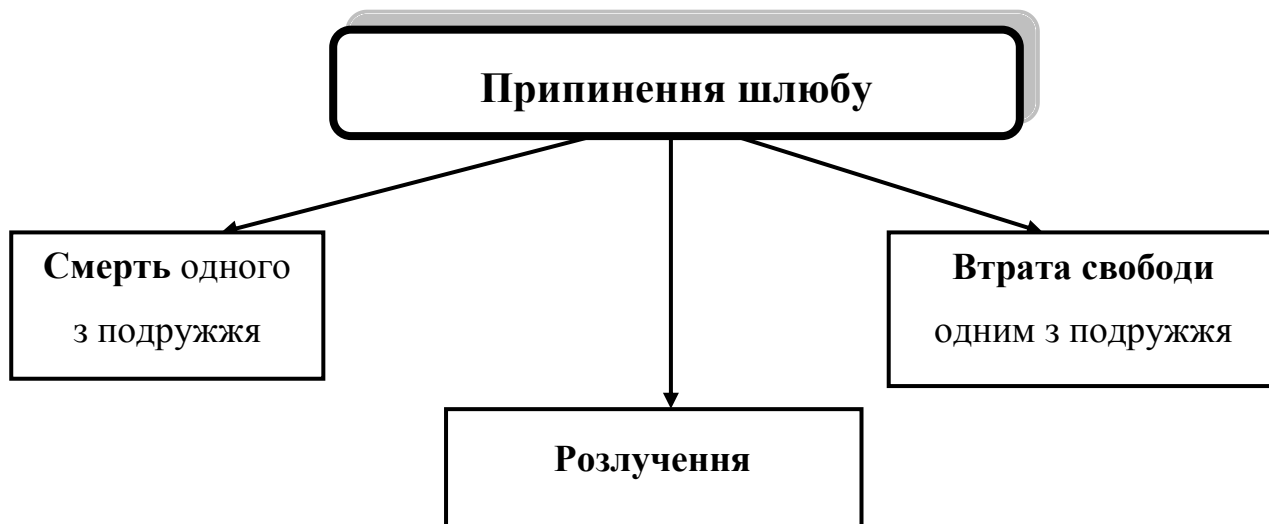 Припинення шлюбу
Смерть одного
з подружжя
Втрата свободи
одним з подружжя
Розлучення